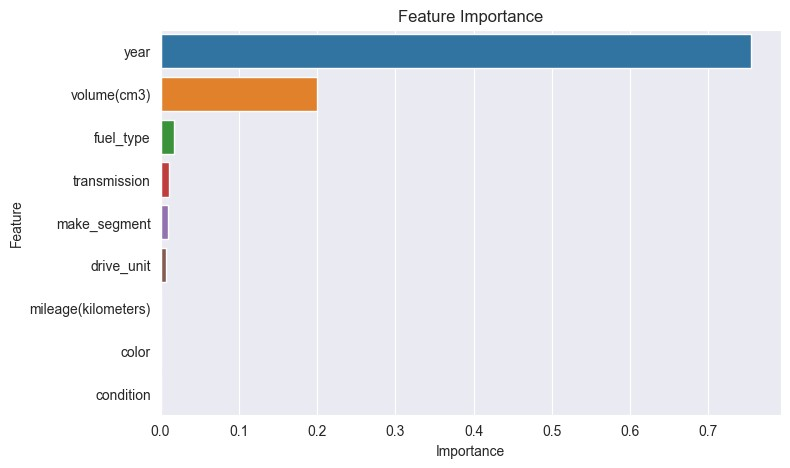 Feature Importance
year
volume(cm3)
fuel_type
transmission
make_segment
drive_unit
mileage(kilometers)
color
condition
Feature
0.0 0.1 0.2 0.3 0.4 0.5 0.6 0.7
Importance